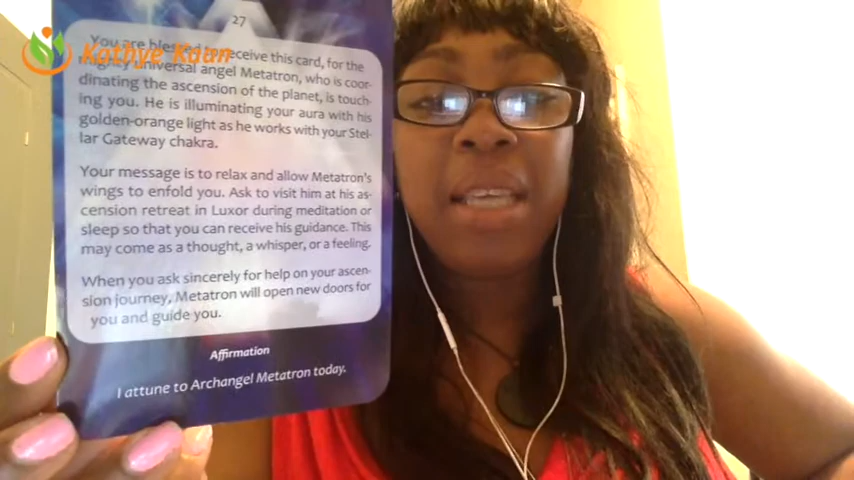 27
Kathye Kaan
You are blessed to receive this card, for the
mighty universal angel Metatron, who is coor-
dinating the ascension of the planet, is touch-
ing you. He is illuminating your aura with his
golden-orange light as he works with your Stel-
lar Gateway chakra.
Your message is to relax and allow Metatron's
wings to enfold you. Ask to visit him at his as-
cension retreat in Luxor during meditation or
sleep so that you can receive his guidance. This
may come as a thought, a whisper, or a feeling.
When you ask sincerely for help on your ascen-
sion journey, Metatron will open new doors for
you and guide you.
Affirmation
I attune to Archangel Metatron today.